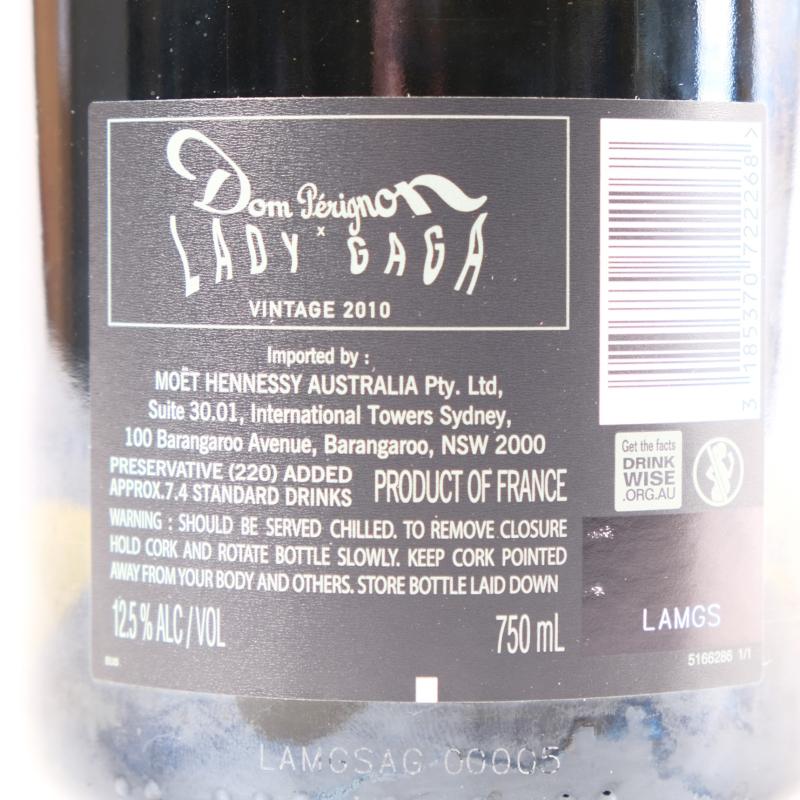 Dom Pérignon
x
LADY GAGA
VINTAGE 2010
Imported by :
MOËT HENNESSY AUSTRALIA Pty. Ltd,
Suite 30.01, International Towers Sydney,
100 Barangaroo Avenue, Barangaroo, NSW 2000
PRESERVATIVE (220) ADDED
APPROX.7.4 STANDARD DRINKS
PRODUCT OF FRANCE
WARNING : SHOULD BE SERVED CHILLED. TO REMOVE CLOSURE
HOLD CORK AND ROTATE BOTTLE SLOWLY. KEEP CORK POINTED
AWAY FROM YOUR BODY AND OTHERS. STORE BOTTLE LAID DOWN
12.5 % ALC / VOL
750 mL
3 185370 722268 >
Get the facts
DRINK
WISE
.ORG.AU
LAMGS
5166286 1/1
LAMGSAG 00005